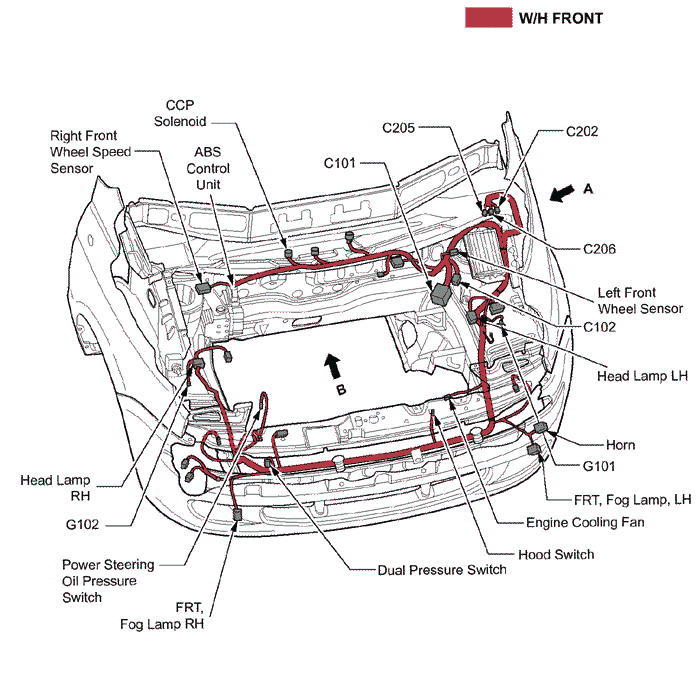 W/H FRONT
CCP
Solenoid
C205
C202
Right Front
Wheel Speed
Sensor
ABS
Control
Unit
C101
A
C206
Left Front
Wheel Sensor
C102
Head Lamp LH
B
Horn
G101
Head Lamp
RH
FRT, Fog Lamp, LH
G102
Engine Cooling Fan
Hood Switch
Power Steering
Oil Pressure
Switch
Dual Pressure Switch
FRT,
Fog Lamp RH